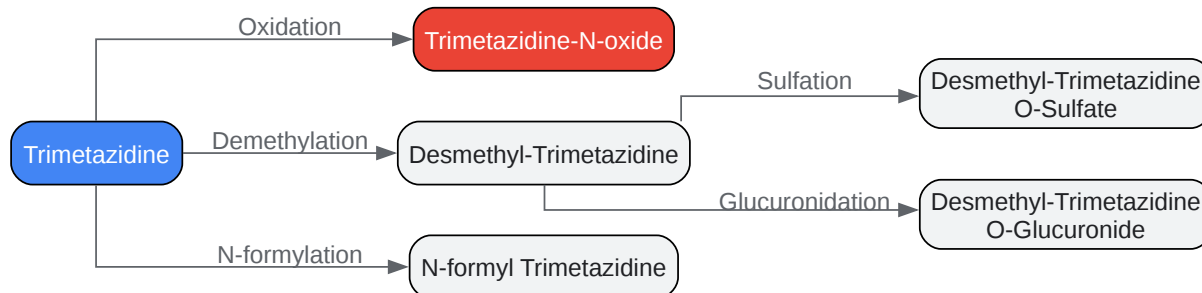 Oxidation
Trimetazidine-N-oxide
Sulfation
Desmethyl-Trimetazidine
O-Sulfate
Trimetazidine
Demethylation
Desmethyl-Trimetazidine
Glucuronidation
Desmethyl-Trimetazidine
O-Glucuronide
N-formylation
N-formyl Trimetazidine